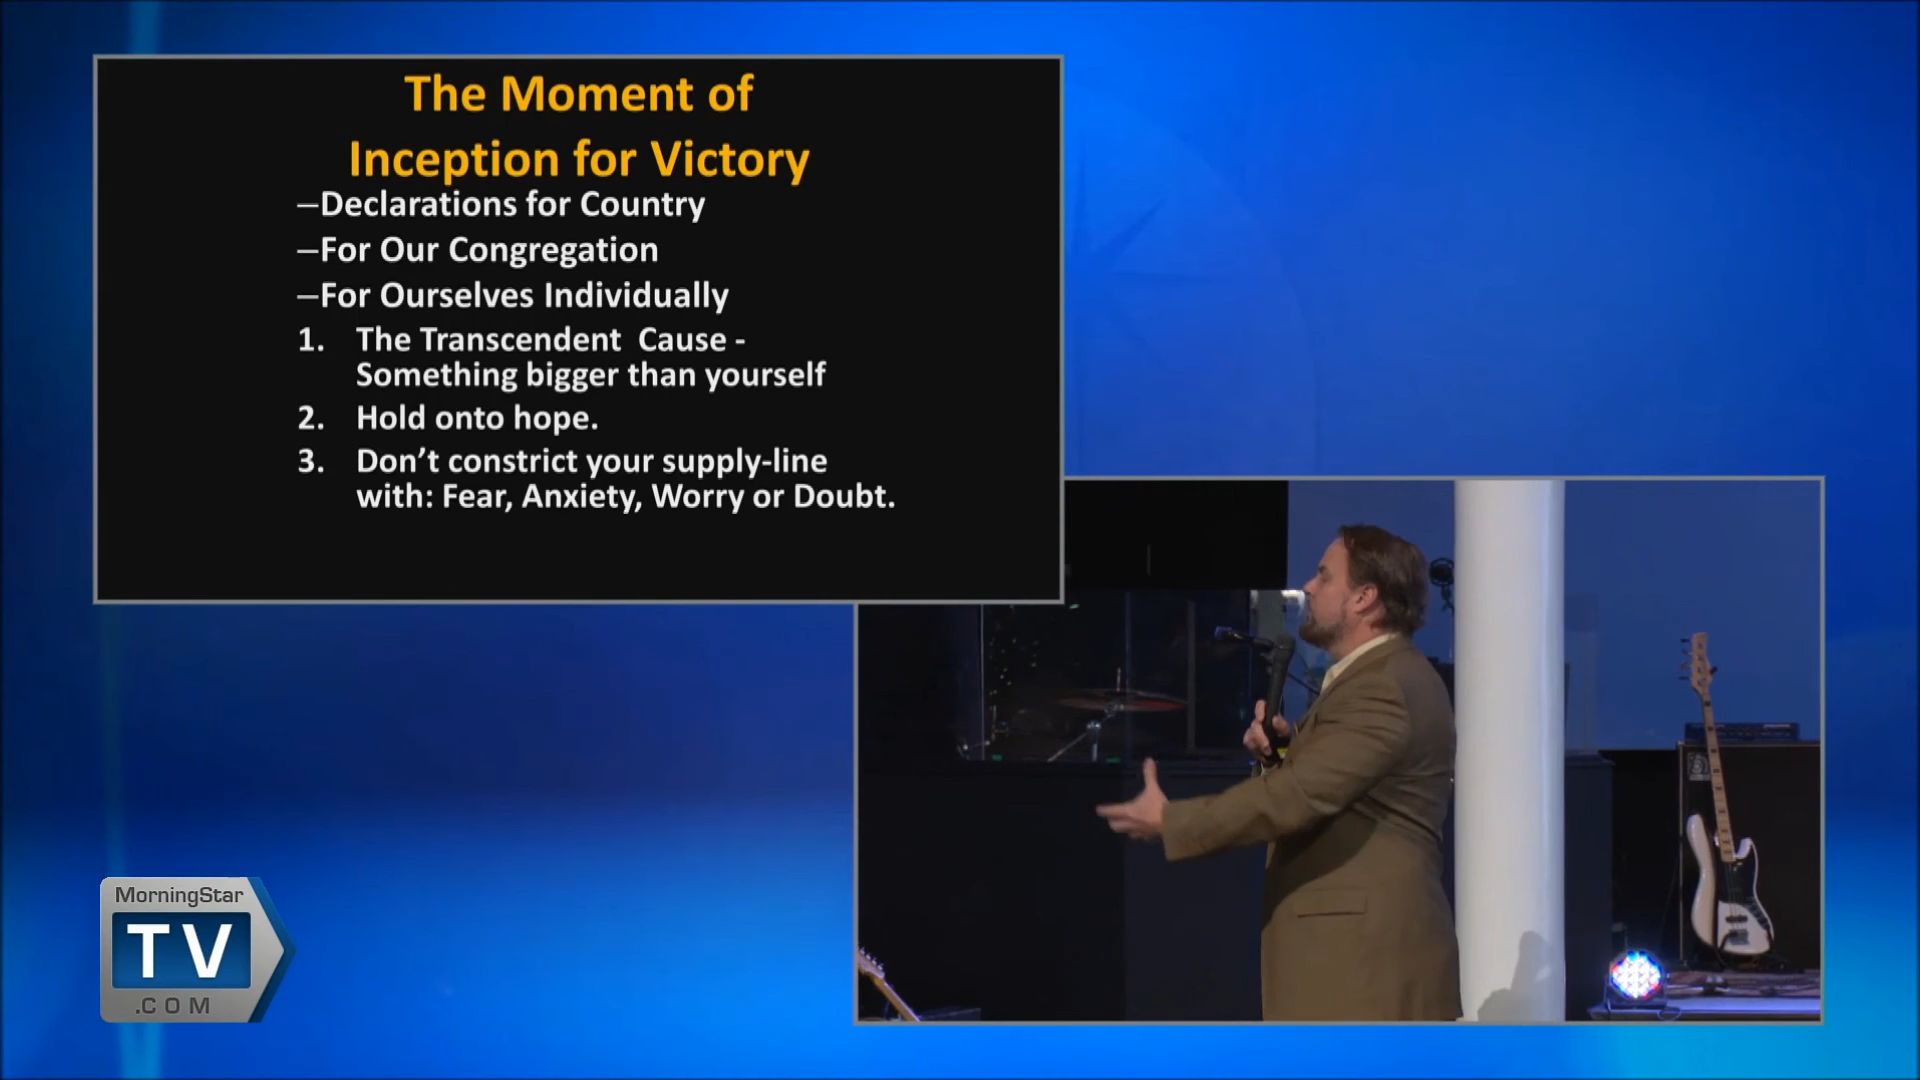 The Moment of
Inception for Victory
–Declarations for Country
–For Our Congregation
–For Ourselves Individually
1. The Transcendent Cause -
Something bigger than yourself
2. Hold onto hope.
3. Don’t constrict your supply-line
with: Fear, Anxiety, Worry or Doubt.
MorningStar
TV
.COM